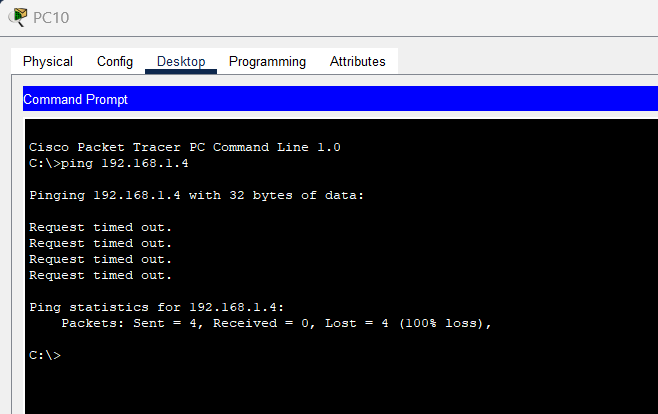 PC10
Physical Config Desktop Programming Attributes
Command Prompt
Cisco Packet Tracer PC Command Line 1.0
C:\>ping 192.168.1.4
Pinging 192.168.1.4 with 32 bytes of data:
Request timed out.
Request timed out.
Request timed out.
Request timed out.
Ping statistics for 192.168.1.4:
    Packets: Sent = 4, Received = 0, Lost = 4 (100% loss),
C:\>